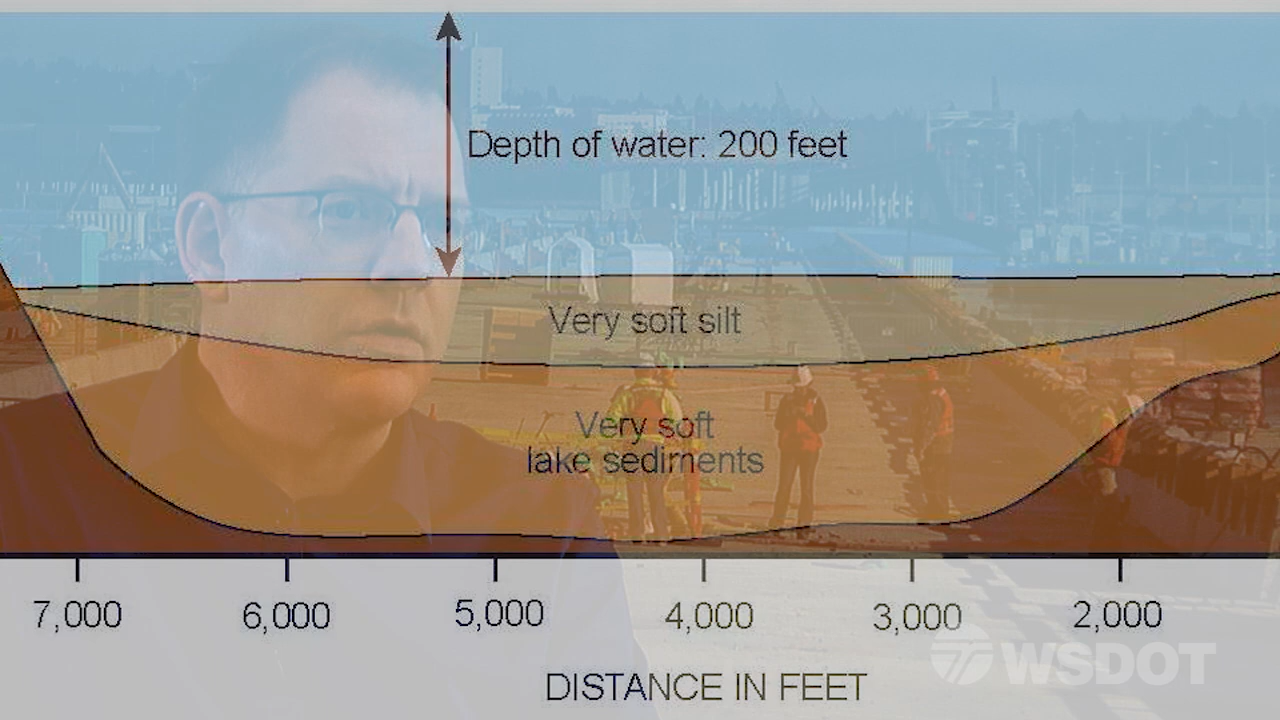 Depth of water: 200 feet
Very soft silt
Very soft
lake sediments
7,000 6,000 5,000 4,000 3,000 2,000
DISTANCE IN FEET
WSDOT